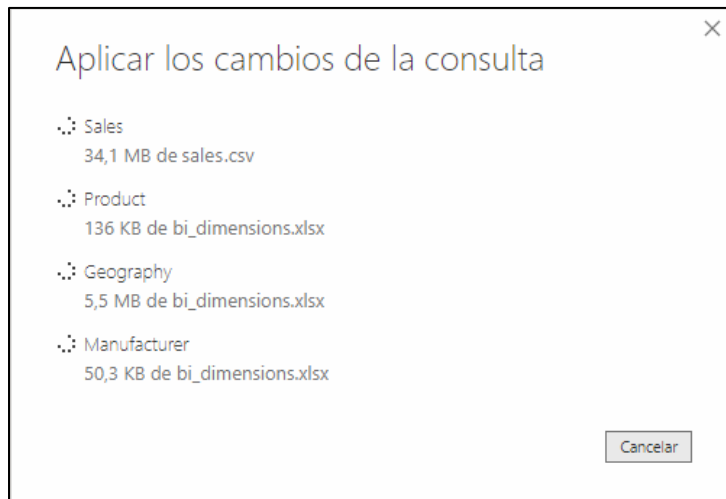 Aplicar los cambios de la consulta
Sales
34,1 MB de sales.csv
Product
136 KB de bi_dimensions.xlsx
Geography
5,5 MB de bi_dimensions.xlsx
Manufacturer
50,3 KB de bi_dimensions.xlsx
Cancelar